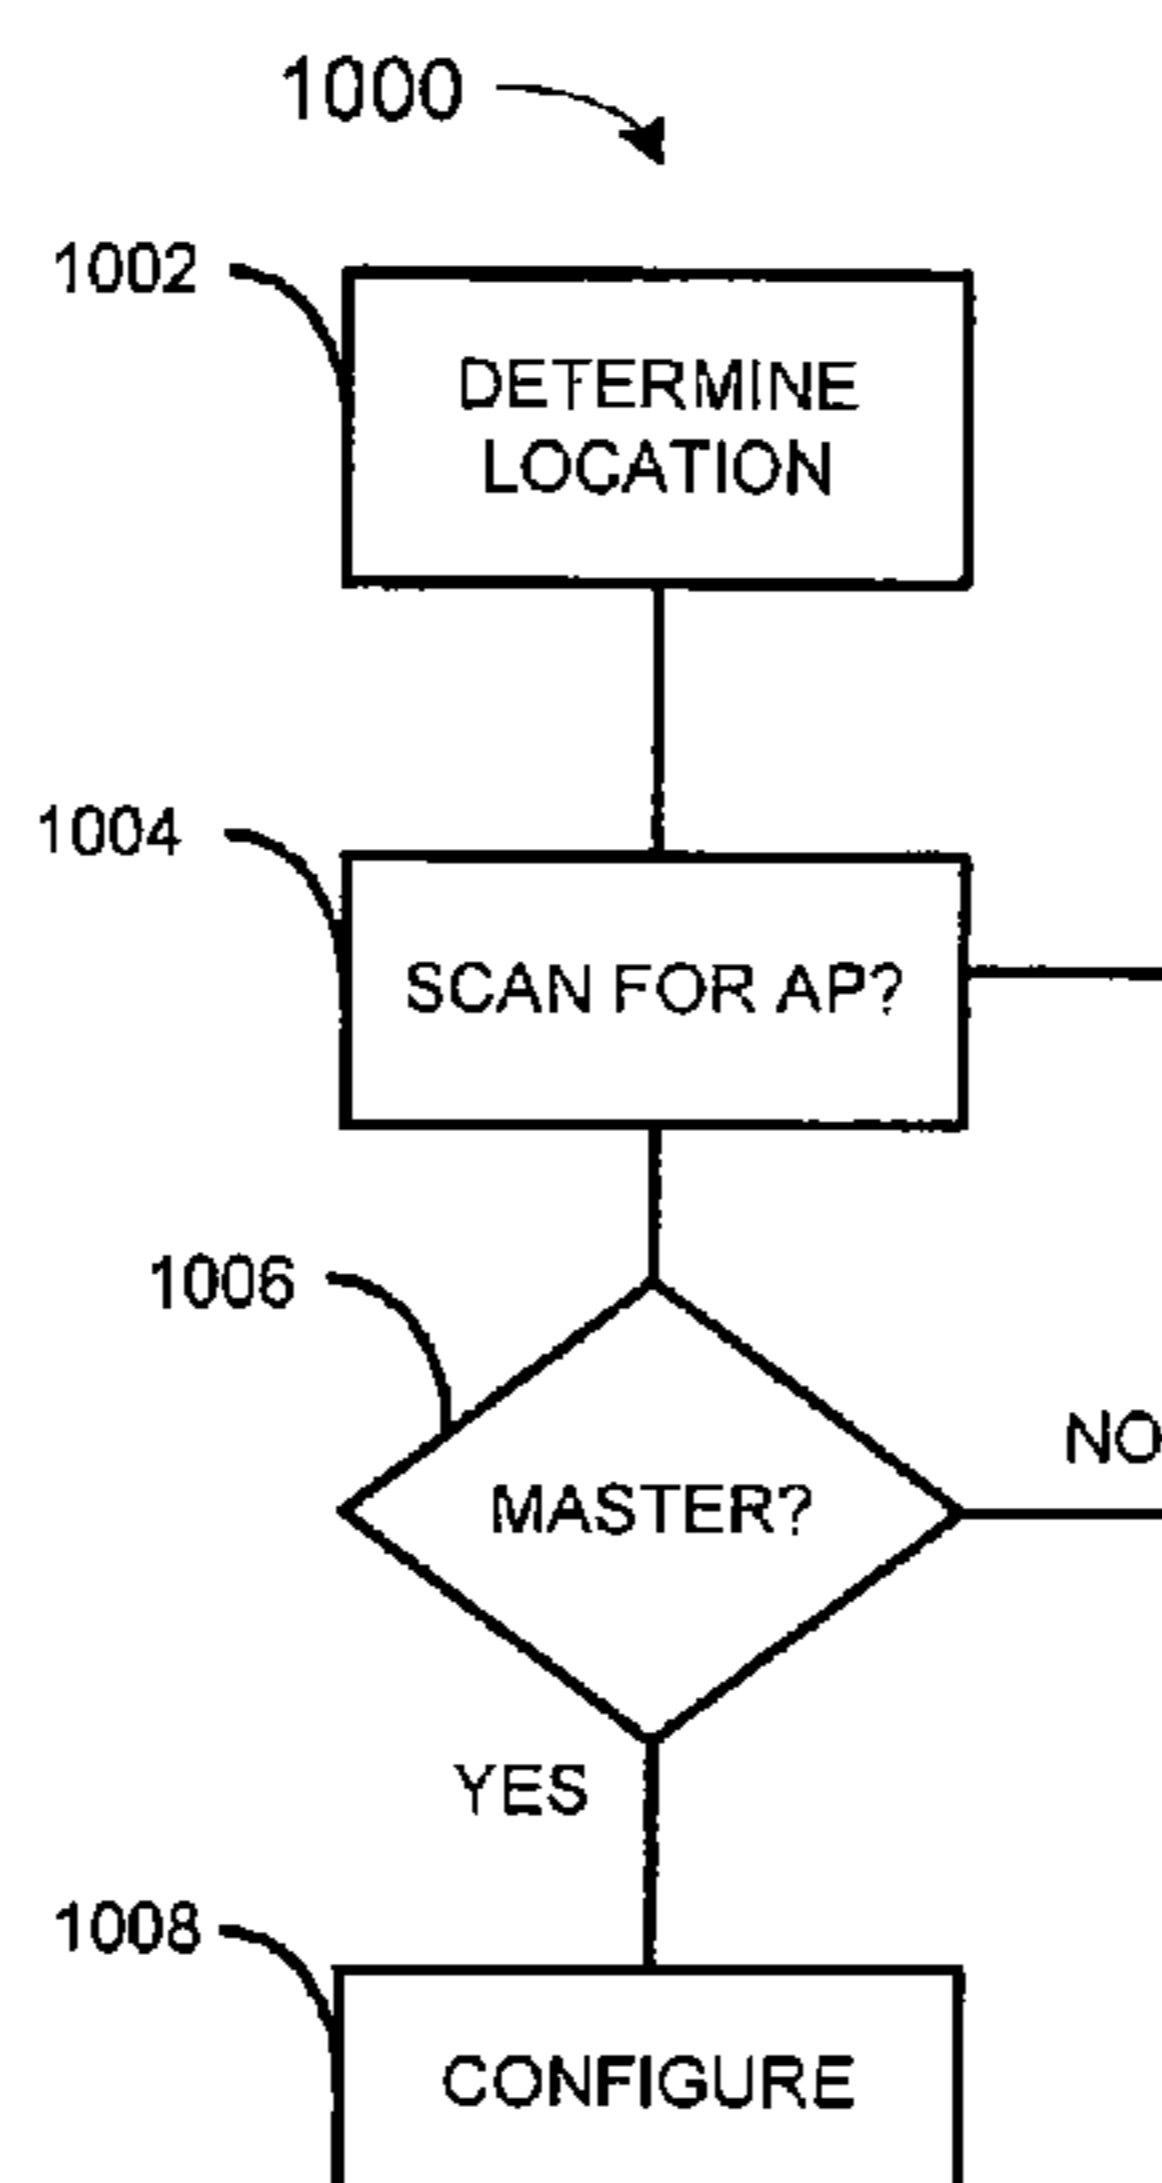 1000
1002
DETERMINE
LOCATION
1004
SCAN FOR AP?
1006
MASTER?
NO
YES
1008
CONFIGURE